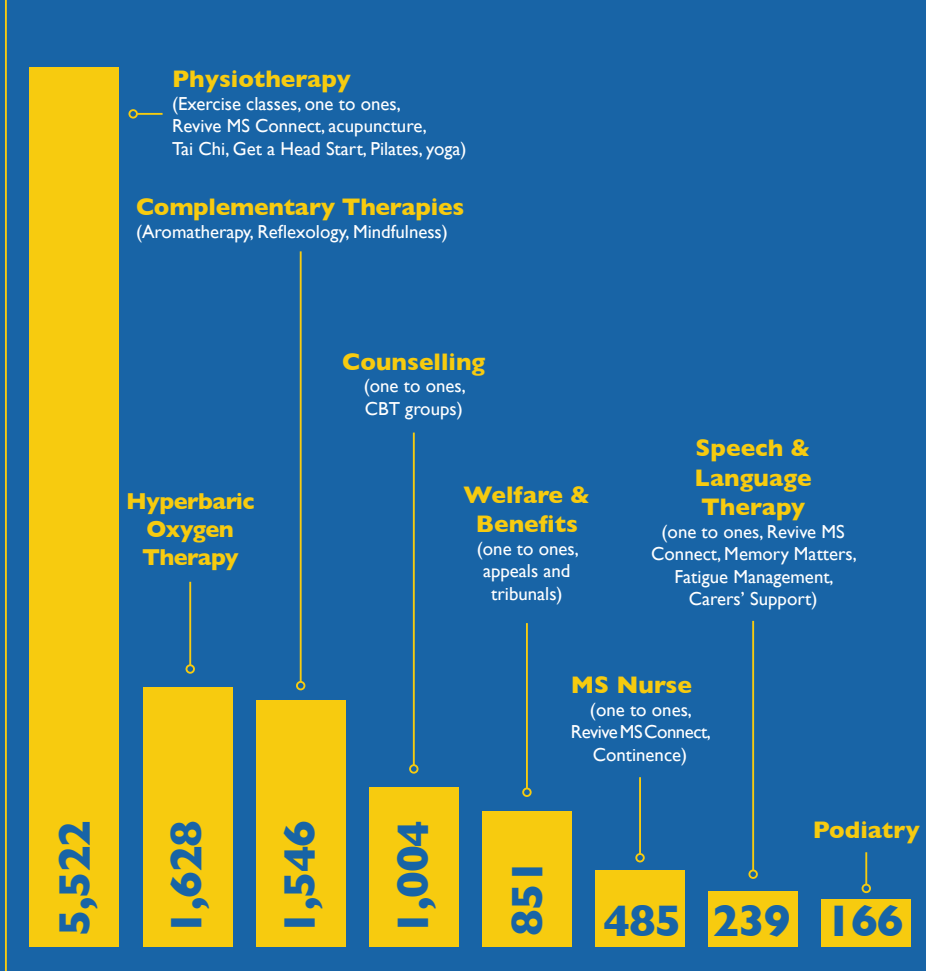 Physiotherapy
(Exercise classes, one to ones,
Revive MS Connect, acupuncture,
Tai Chi, Get a Head Start, Pilates, yoga)
Complementary Therapies
(Aromatherapy, Reflexology, Mindfulness)
Counselling
(one to ones,
CBT groups)
Hyperbaric
Oxygen
Therapy
Welfare &
Benefits
(one to ones,
appeals and
tribunals)
Speech &
Language
Therapy
(one to ones, Revive MS
Connect, Memory Matters,
Fatigue Management,
Carers’ Support)
MS Nurse
(one to ones,
Revive MS Connect,
Continence)
Podiatry
5,522
1,628
1,546
1,004
851
485
239
166